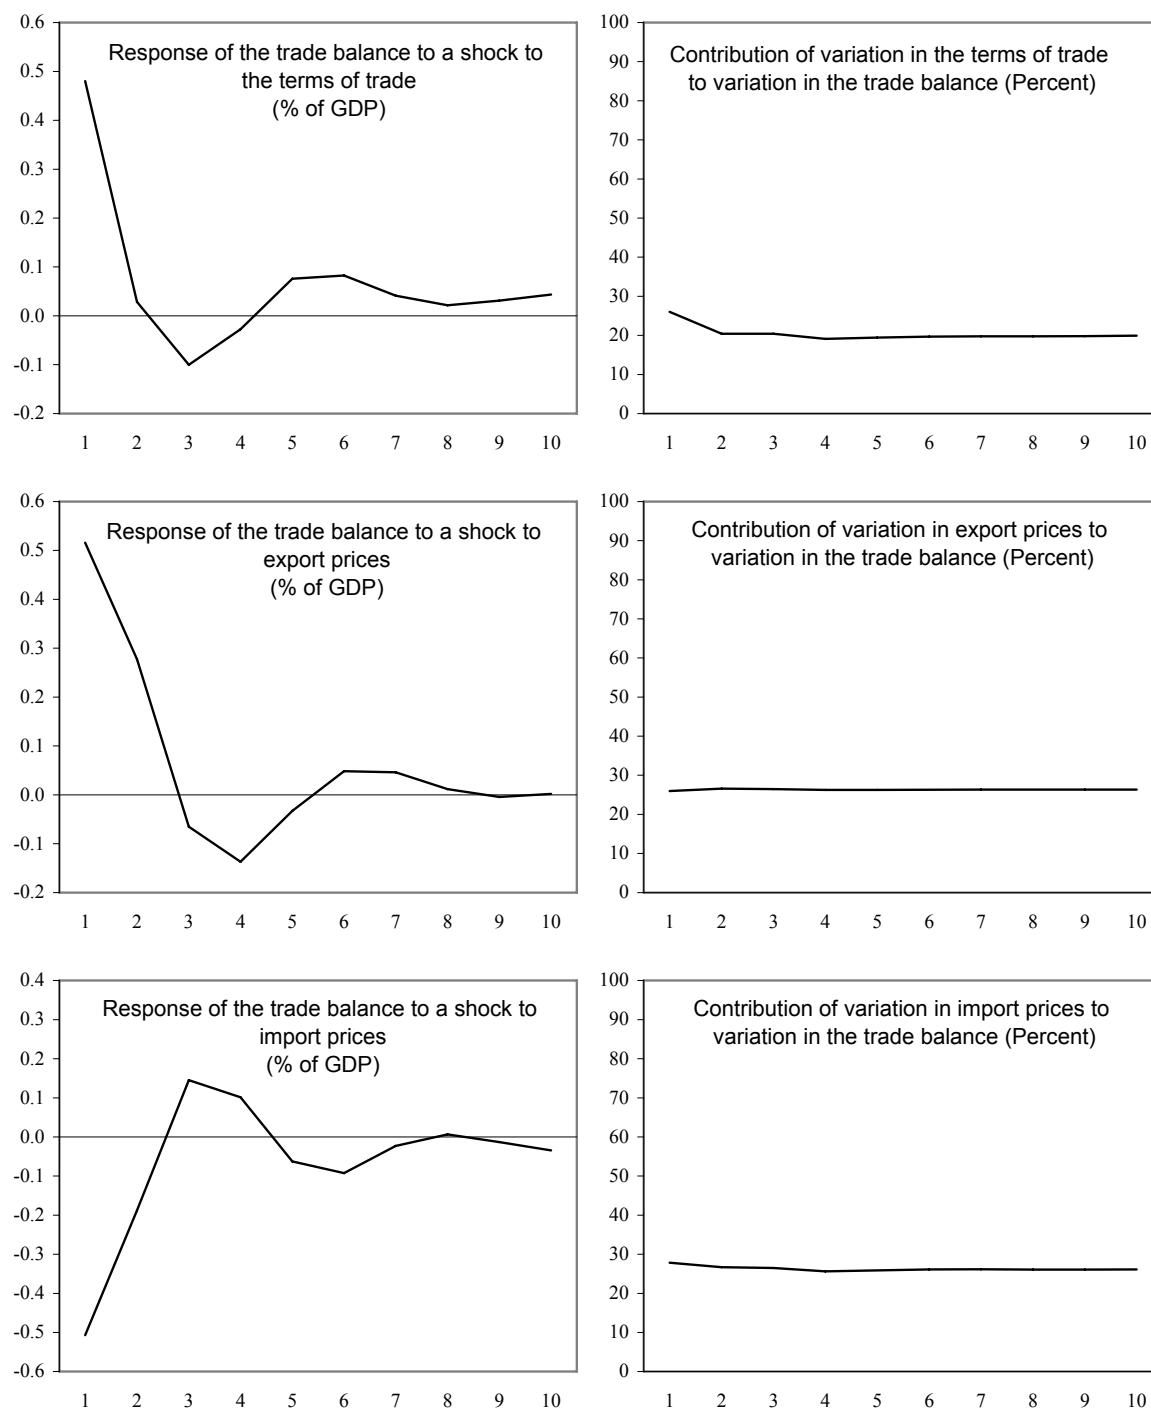 Response of the trade balance to a shock to
the terms of trade
(% of GDP)
0.6
0.5
0.4
0.3
0.2
0.1
0.0
-0.1
-0.2
1 2 3 4 5 6 7 8 9 10
Contribution of variation in the terms of trade
to variation in the trade balance (Percent)
100
90
80
70
60
50
40
30
20
10
0
1 2 3 4 5 6 7 8 9 10
Response of the trade balance to a shock to
export prices
(% of GDP)
0.6
0.5
0.4
0.3
0.2
0.1
0.0
-0.1
-0.2
1 2 3 4 5 6 7 8 9 10
Contribution of variation in export prices to
variation in the trade balance (Percent)
100
90
80
70
60
50
40
30
20
10
0
1 2 3 4 5 6 7 8 9 10
Response of the trade balance to a shock to
import prices
(% of GDP)
0.4
0.3
0.2
0.1
0.0
-0.1
-0.2
-0.3
-0.4
-0.5
-0.6
1 2 3 4 5 6 7 8 9 10
Contribution of variation in import prices to
variation in the trade balance (Percent)
100
90
80
70
60
50
40
30
20
10
0
1 2 3 4 5 6 7 8 9 10